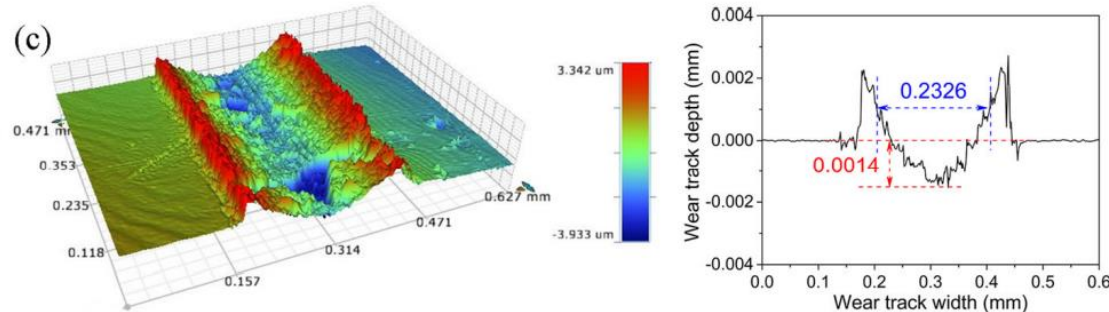 (c)
0.471 mm
0.353
0.235
0.118
0.157
0.314
0.471
0.627 mm
3.342 um
-3.933 um
Wear track depth (mm)
0.004
0.002
0.000
-0.002
-0.004
0.2326
0.0014
0.0 0.1 0.2 0.3 0.4 0.5 0.6
Wear track width (mm)